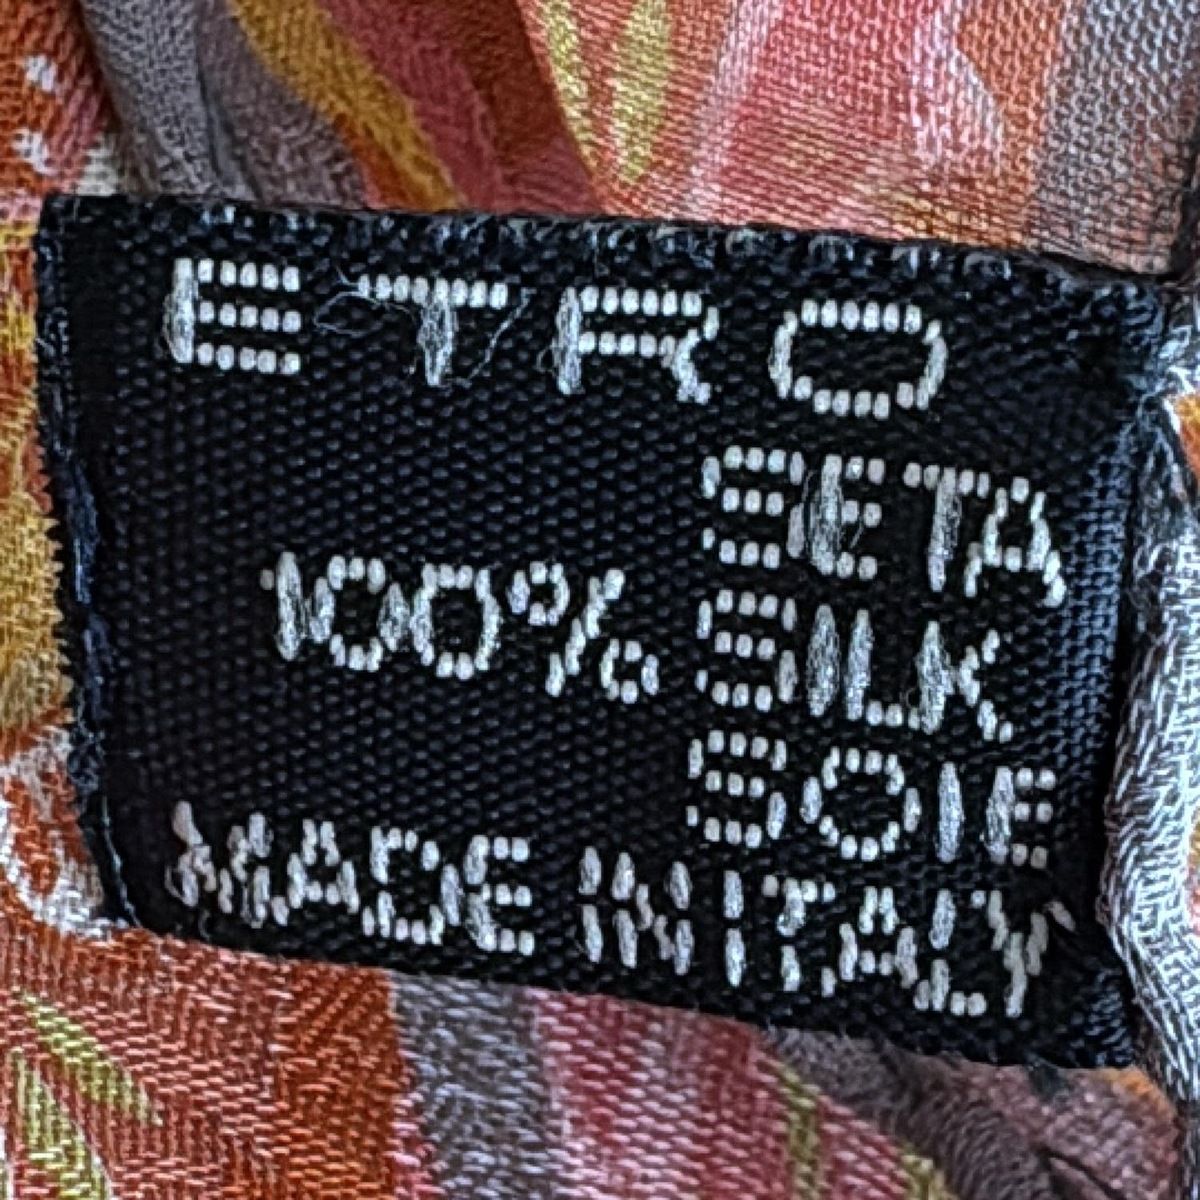 ETRO
SETA
100% SILK
SOIE
MADE IN ITALY